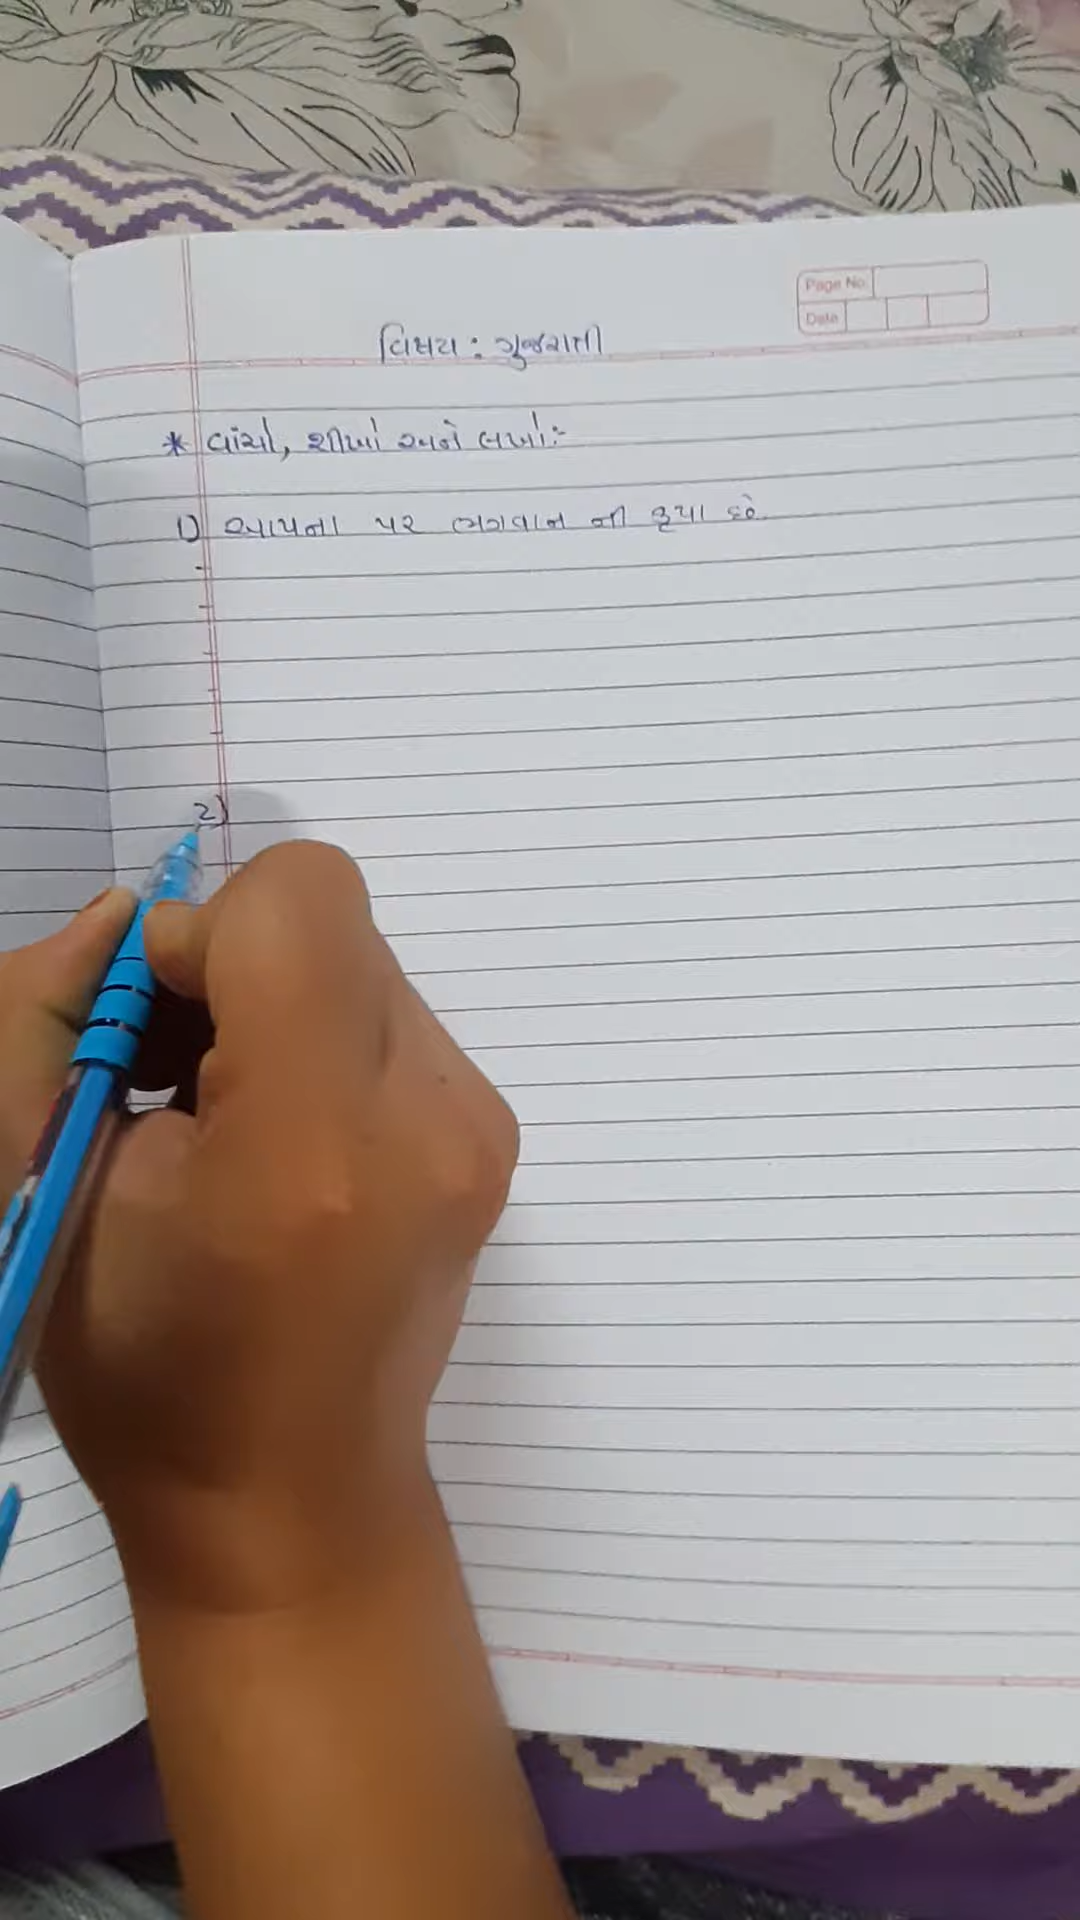 Page No.
Date
વિષય : ગુજરાતી
* વાંચો, શીખો અને લખો:-
1) આપના પર ભગવાન ની કૃપા છે.
2)